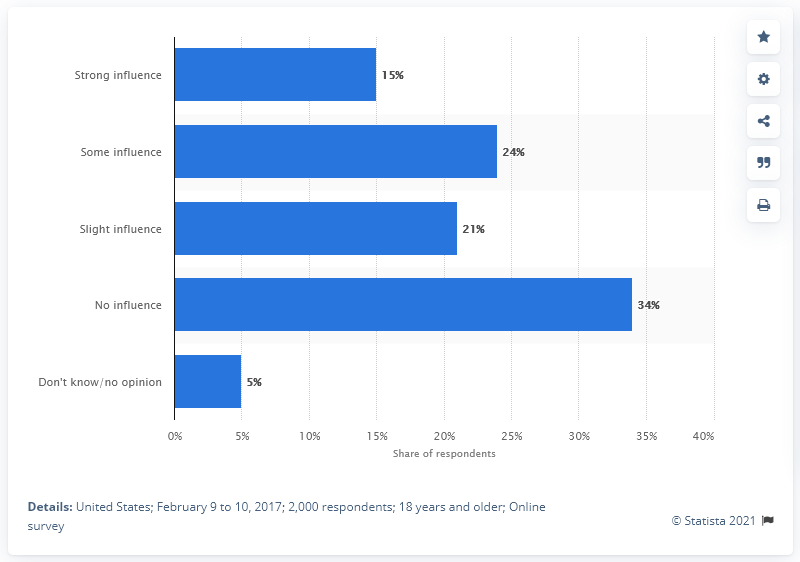 Strong influence
15%
Some influence
24%
Slight influence
21%
No influence
34%
Don't know/no opinion
5%
0% 5% 10% 15% 20% 25% 30% 35% 40%
Share of respondents
Details: United States; February 9 to 10, 2017; 2,000 respondents; 18 years and older; Online
survey
© Statista 2021